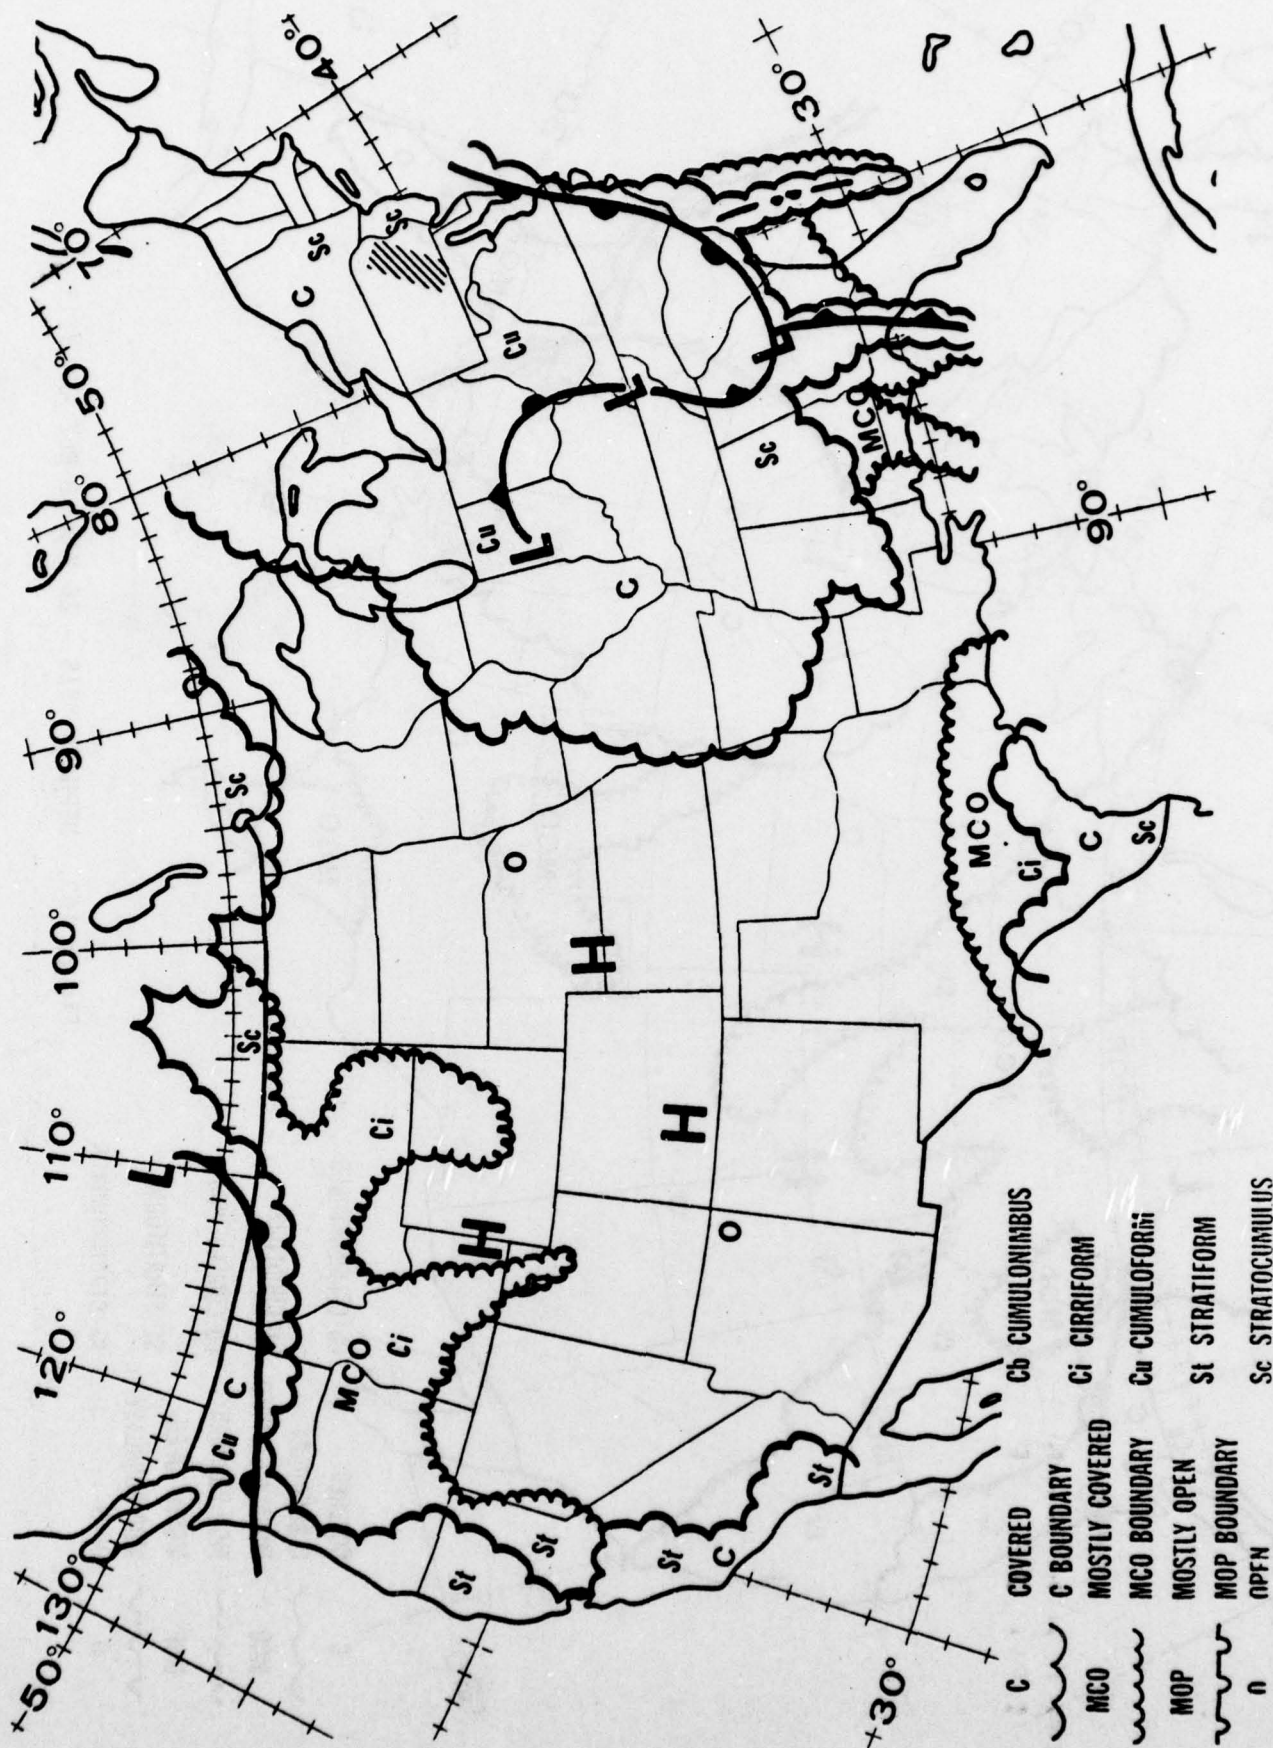 50°
130°
120°
110°
100°
90°
80°
50°
70°
40°
L
Cu
C
Sc
Sc
C
Sc
MCO
Ci
Ci
Sc
St
H
Cu
Cu
O
L
St
H
C
L
St
H
C
O
Sc
L
30°
St
MCO
30°
MCO
Ci
C
90°
Sc
C COVERED Cb CUMULONIMBUS
C BOUNDARY
MCO MOSTLY COVERED Ci CIRRIFORM
MCO BOUNDARY Cu CUMULOFORM
MOP MOSTLY OPEN St STRATIFORM
MOP BOUNDARY
O OPEN Sc STRATOCUMULUS